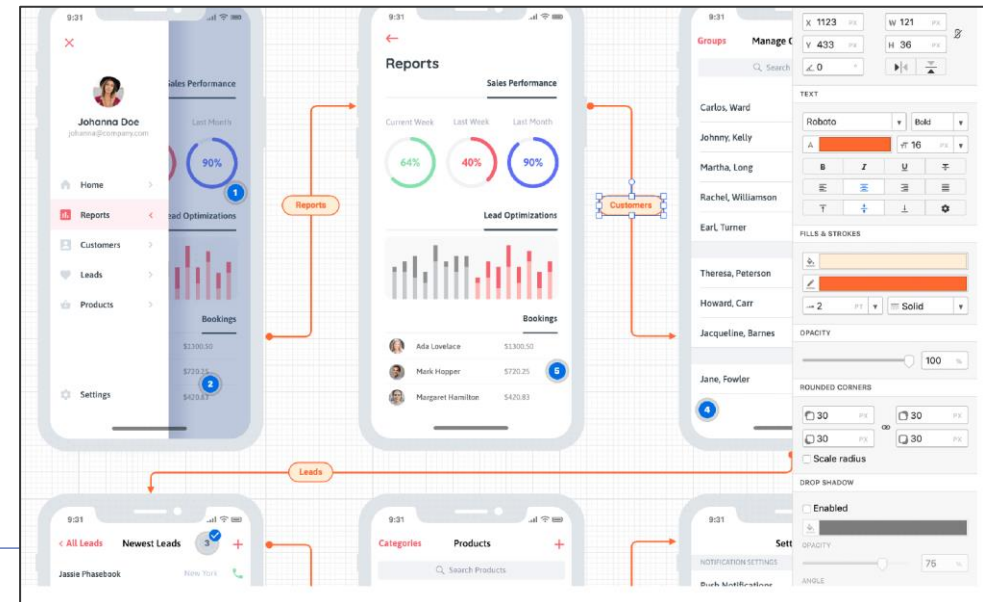 9:31
Sales Performance
Johanna Doe
johanna@company.com
Last Month
90%
1
Home
Reports
Lead Optimizations
Customers
Leads
Products
Bookings
$1300.50
$720.25
2
Settings
$420.83
Reports
9:31
Reports
Sales Performance
Current Week Last Week Last Month
64% 40% 90%
Lead Optimizations
Bookings
Ada Lovelace $1300.50
Mark Hopper $720.25
5
Margaret Hamilton $420.83
Customers
9:31
Groups Manage C
Search
Carlos, Ward
Johnny, Kelly
Martha, Long
Rachel, Williamson
Earl, Turner
Theresa, Peterson
Howard, Carr
Jacqueline, Barnes
Jane, Fowler
4
Leads
9:31
< All Leads Newest Leads 3 +
Jassie Phasebook New York
9:31
Categories Products +
Search Products
9:31
Sett
NOTIFICATION SETTINGS
Push Notifications
X 1123 PX W 121 PX
Y 433 PX H 36 PX
0 °
TEXT
Roboto Bold
A 16 PX
B I U
FILLS & STROKES
2 PT Solid
OPACITY
100 %
ROUNDED CORNERS
30 PX 30 PX
30 PX 30 PX
Scale radius
DROP SHADOW
Enabled
OPACITY
75 %
ANGLE